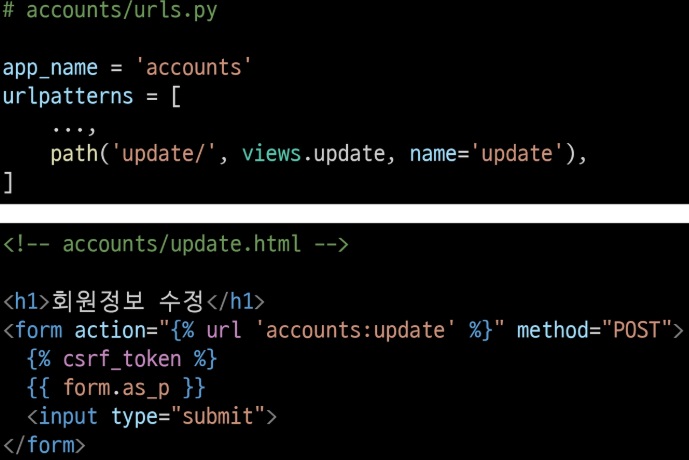 # accounts/urls.py
app_name = 'accounts'
urlpatterns = [
    ...,
    path('update/', views.update, name='update'),
]
<!-- accounts/update.html -->
<h1>회원정보 수정</h1>
<form action="{% url 'accounts:update' %}" method="POST">
  {% csrf_token %}
  {{ form.as_p }}
  <input type="submit">
</form>